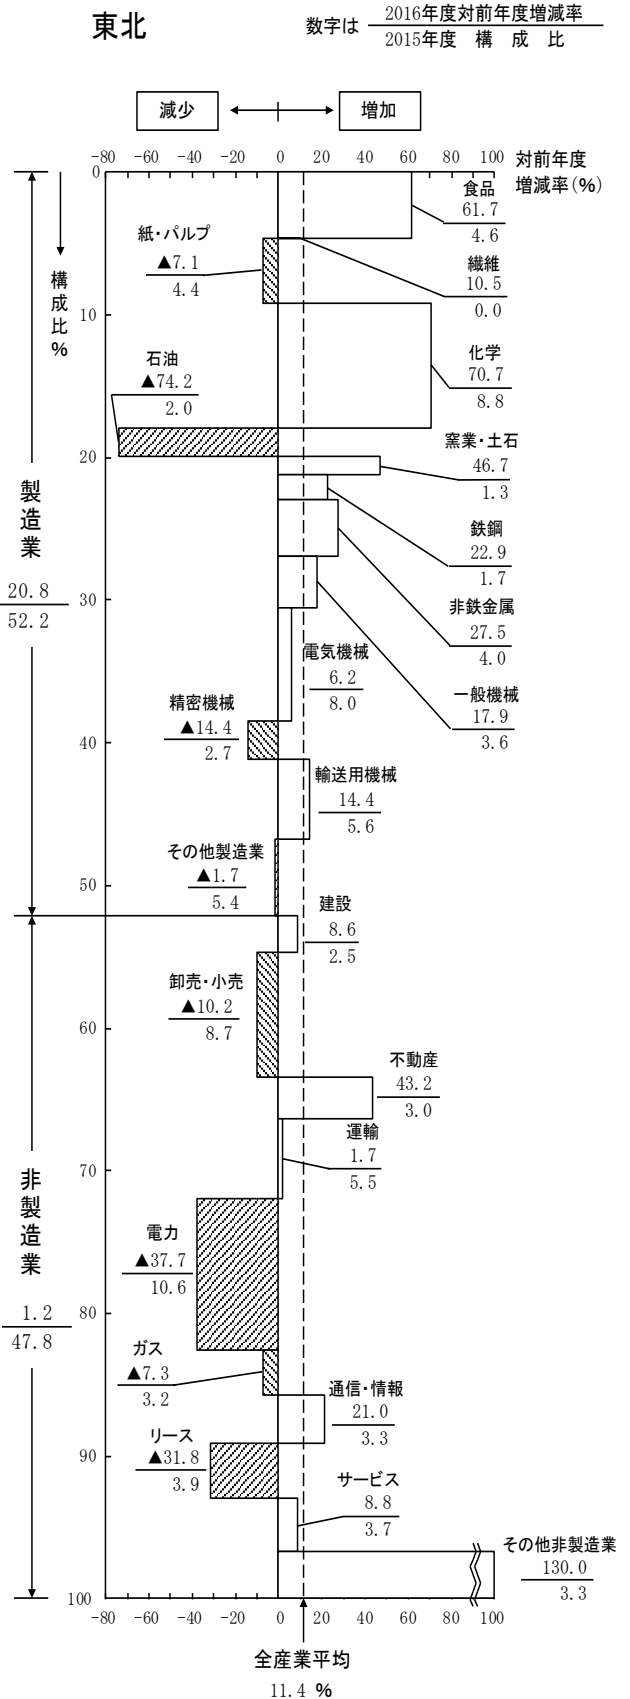 東北
数字は 2016年度対前年度増減率
2015年度 構成比
減少
増加
-80 -60 -40 -20 0 20 40 60 80 100
対前年度
増減率(%)
構成比%
0
10
20
30
40
50
60
70
80
90
100
製造業
20.8
52.2
非製造業
1.2
47.8
食品
61.7
4.6
紙・パルプ
▲7.1
4.4
繊維
10.5
0.0
化学
70.7
8.8
石油
▲74.2
2.0
窯業・土石
46.7
1.3
鉄鋼
22.9
1.7
非鉄金属
27.5
4.0
一般機械
17.9
3.6
電気機械
6.2
8.0
精密機械
▲14.4
2.7
輸送用機械
14.4
5.6
その他製造業
▲1.7
5.4
建設
8.6
2.5
卸売・小売
▲10.2
8.7
不動産
43.2
3.0
運輸
1.7
5.5
電力
▲37.7
10.6
ガス
▲7.3
3.2
通信・情報
21.0
3.3
リース
▲31.8
3.9
サービス
8.8
3.7
その他非製造業
130.0
3.3
-80 -60 -40 -20 0 20 40 60 80 100
全産業平均
11.4 %